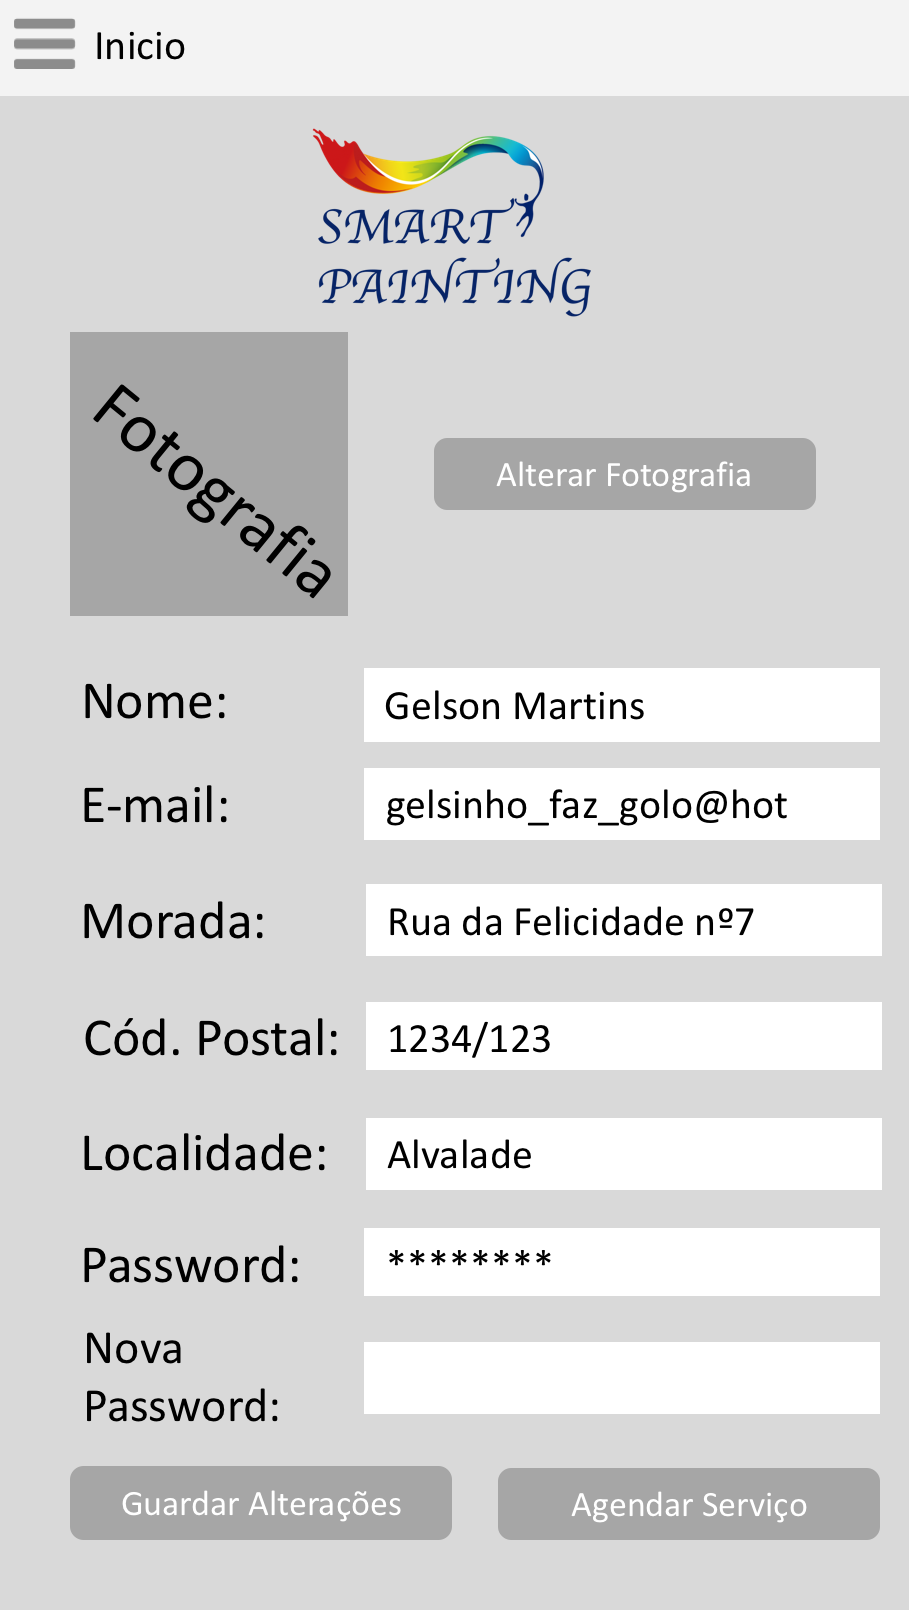 Inicio
SMART
PAINTING
Fotografia
Alterar Fotografia
Nome:
Gelson Martins
E-mail:
gelsinho_faz_golo@hot
Morada:
Rua da Felicidade nº7
Cód. Postal:
1234/123
Localidade:
Alvalade
Password:
********
Nova
Password:
Guardar Alterações
Agendar Serviço